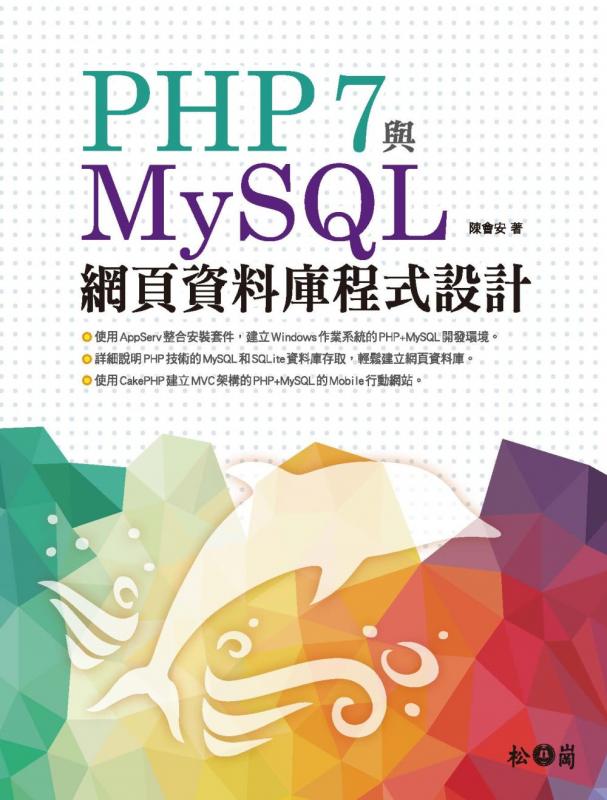 PHP 7 與
MySQL 陳會安 著
網頁資料庫程式設計
使用AppServ整合安裝套件，建立Windows作業系統的PHP+MySQL開發環境。
詳細說明PHP技術的MySQL和SQLite資料庫存取，輕鬆建立網頁資料庫。
使用CakePHP建立MVC架構的PHP+MySQL的Mobile行動網站。
松崗